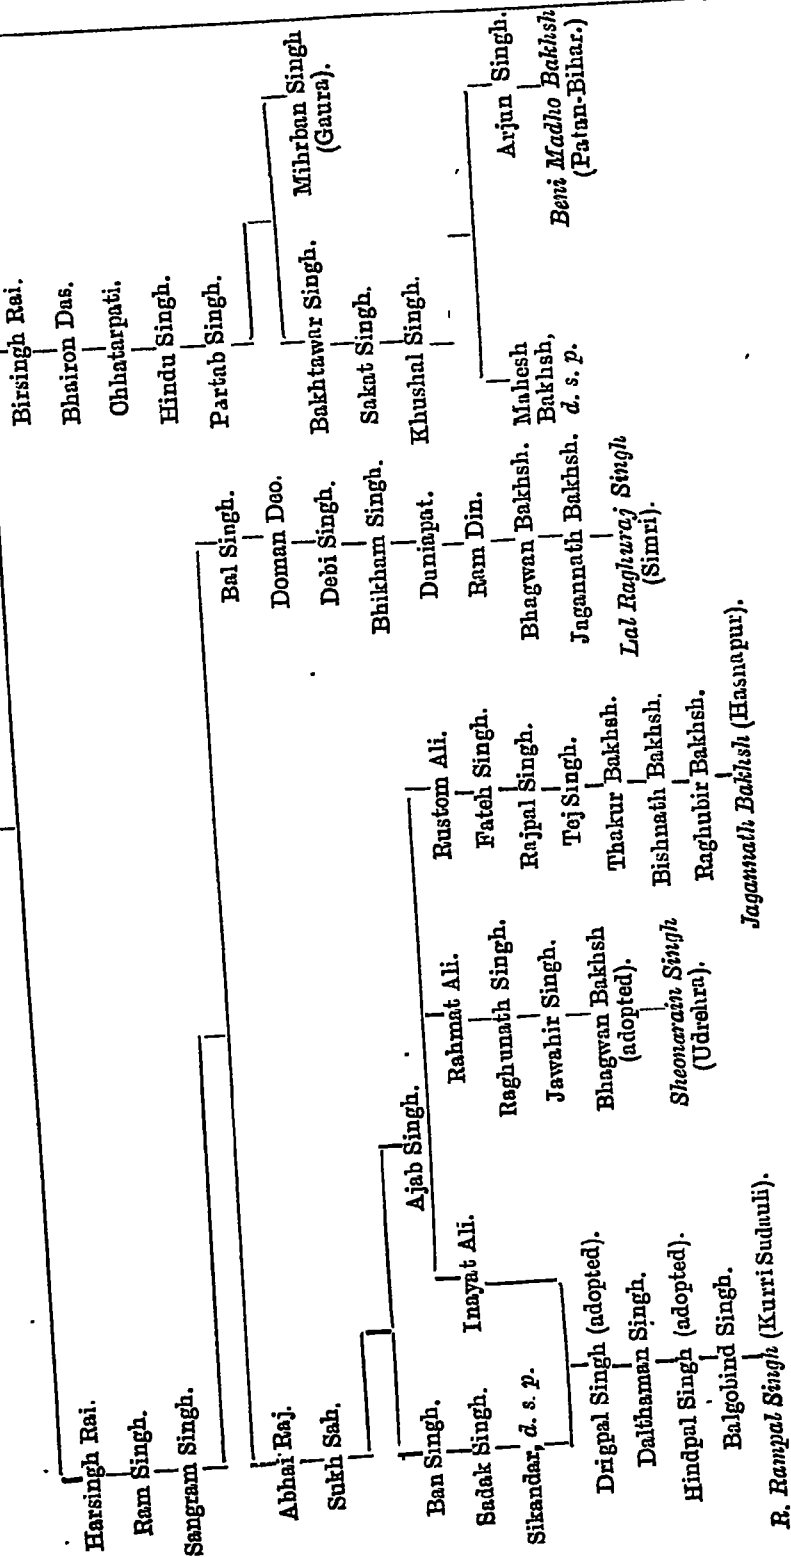 Birsingh Rai.
Bhairon Das.
Chhatarpati.
Hindu Singh.
Partab Singh.
Mihrban Singh
(Gaura).
Bakhtawar Singh.
Sakat Singh.
Khushal Singh.
Arjun Singh.
Beni Madho Bakhsh
(Patan-Bihar.)
Mahesh
Bakhsh,
d. s. p.
Bal Singh.
Doman Deo.
Debi Singh.
Bhikham Singh.
Duniapat.
Ram Din.
Bhagwan Bakhsh.
Jagannath Bakhsh.
Lal Raghuraj Singh
(Simri).
Rustom Ali.
Fateh Singh.
Rajpal Singh.
Tej Singh.
Thakur Bakhsh.
Bishnath Bakhsh.
Raghubir Bakhsh.
Jagannath Bakhsh (Hasnapur).
Rahmat Ali.
Raghunath Singh.
Jawahir Singh.
Bhagwan Bakhsh
(adopted).
Sheonarain Singh
(Udrehra).
Ajab Singh.
Inayat Ali.
Harsingh Rai.
Ram Singh.
Sangram Singh.
Abhai Raj.
Sukh Sah.
Ban Singh.
Sadak Singh.
Sikandar, d. s. p.
Drigpal Singh (adopted).
Dalthaman Singh.
Hindpal Singh (adopted).
Balgobind Singh.
R. Rampal Singh (Kurri Sudauli).